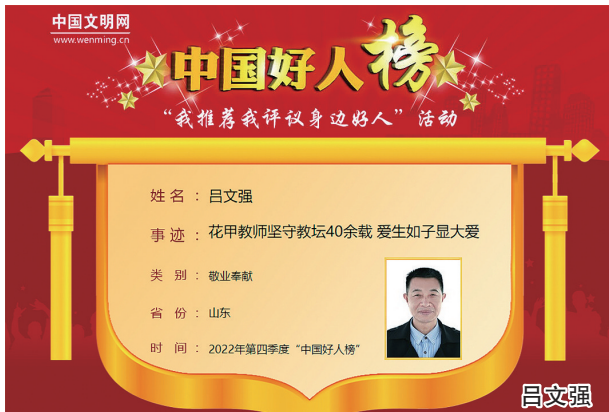 中国文明网
www.wenming.cn
中国好人榜
“我推荐我评议身边好人”活动
姓名：吕文强
事迹：花甲教师坚守教坛40余载 爱生如子显大爱
类别：敬业奉献
省份：山东
时间：2022年第四季度“中国好人榜”
吕文强